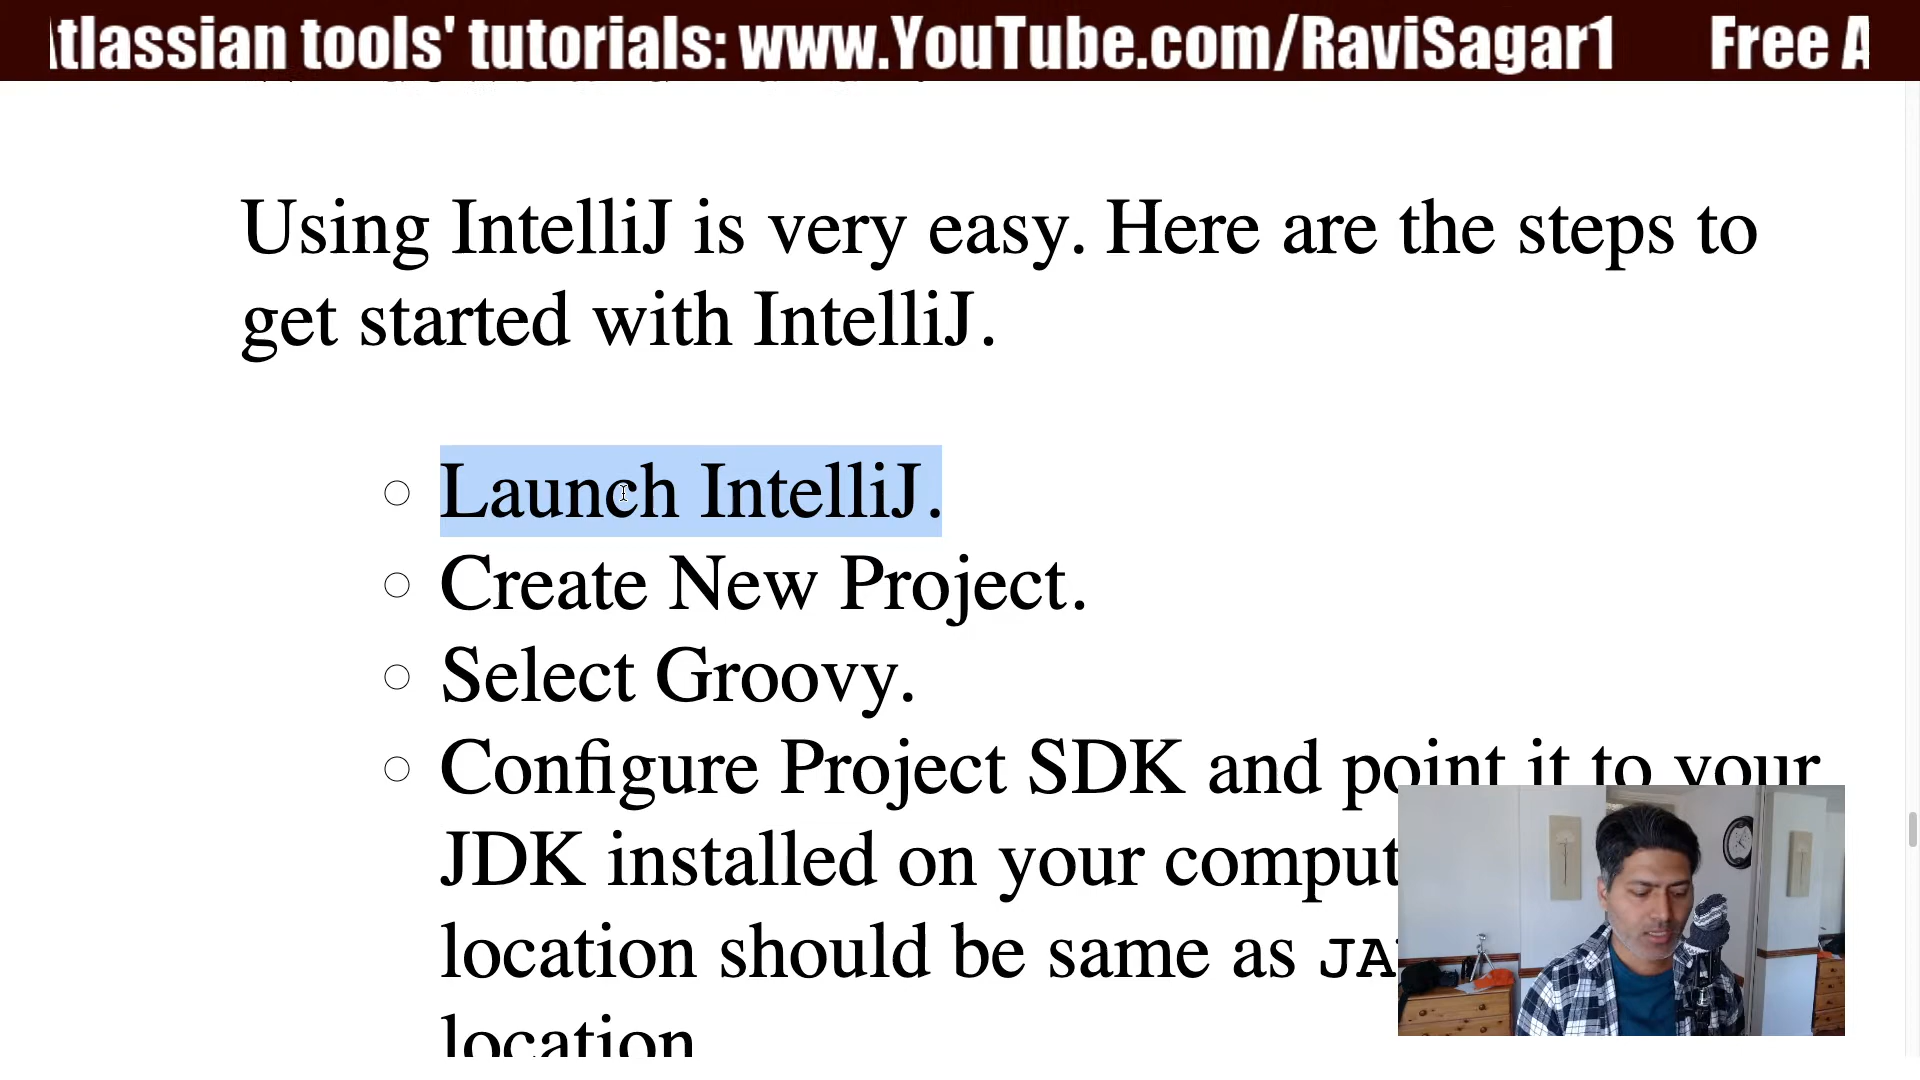 tlassian tools' tutorials: www.YouTube.com/RaviSagar1 Free A
Using IntelliJ is very easy. Here are the steps to
get started with IntelliJ.
Launch IntelliJ.
Create New Project.
Select Groovy.
Configure Project SDK and point it to your
JDK installed on your comput
location should be same as JA
location